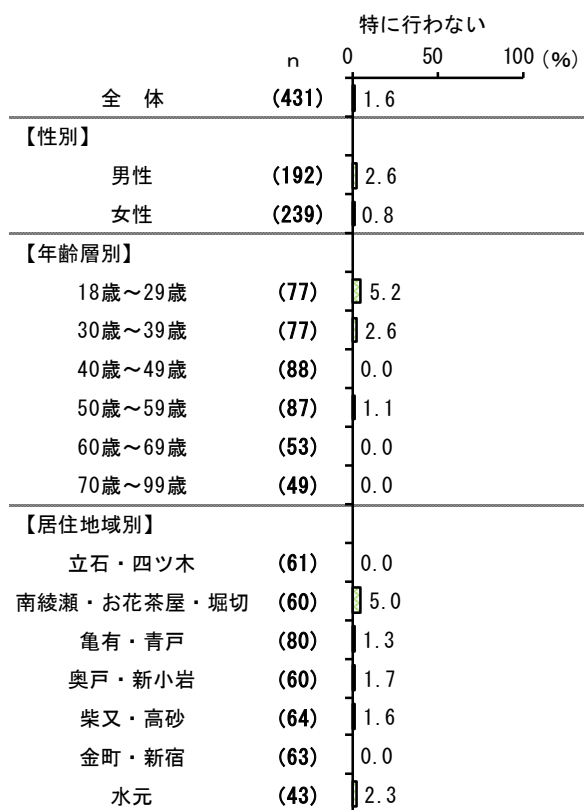 特に行わない
n 0 50 100 (%)
全 体 (431) 1.6
【性別】
男性 (192) 2.6
女性 (239) 0.8
【年齢層別】
18歳～29歳 (77) 5.2
30歳～39歳 (77) 2.6
40歳～49歳 (88) 0.0
50歳～59歳 (87) 1.1
60歳～69歳 (53) 0.0
70歳～99歳 (49) 0.0
【居住地域別】
立石・四ツ木 (61) 0.0
南綾瀬・お花茶屋・堀切 (60) 5.0
亀有・青戸 (80) 1.3
奥戸・新小岩 (60) 1.7
柴又・高砂 (64) 1.6
金町・新宿 (63) 0.0
水元 (43) 2.3